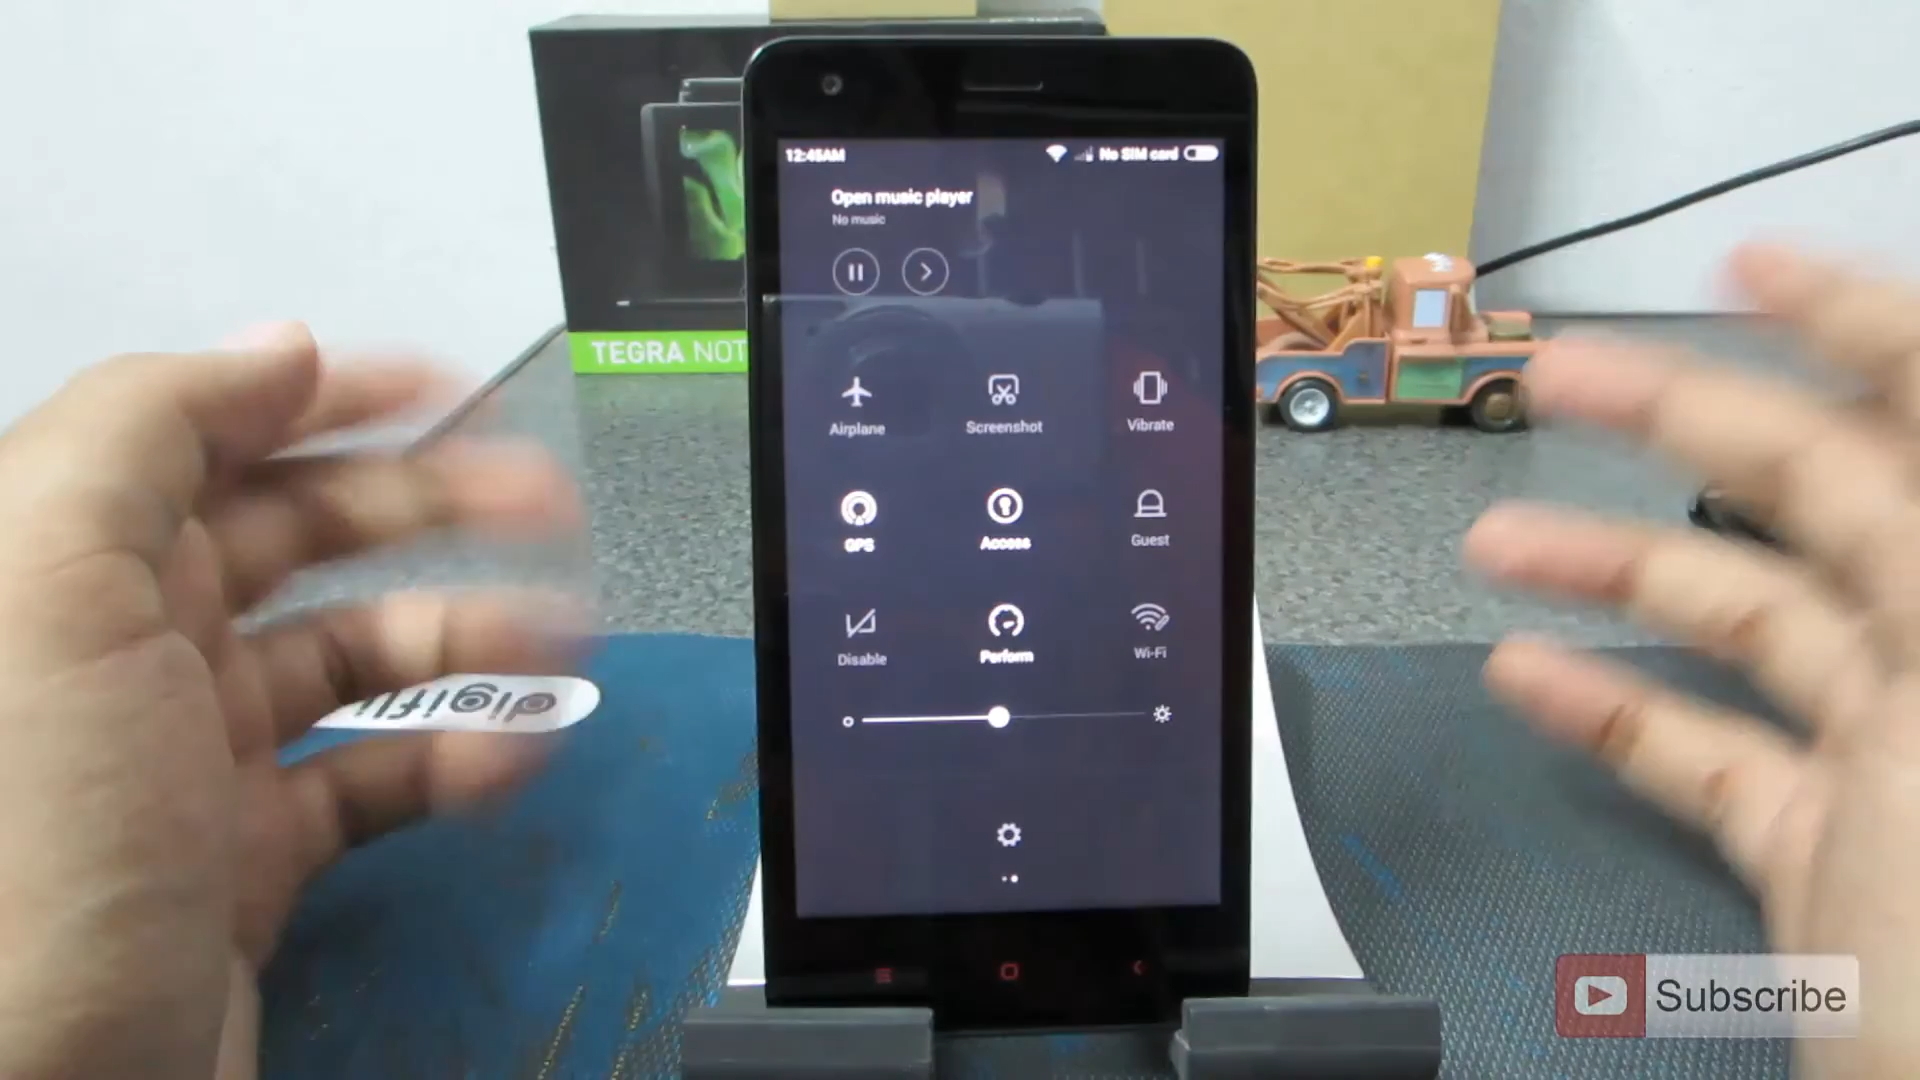 12:45AM
No SIM card
Open music player
No music
TEGRA NOT
Airplane
Screenshot
Vibrate
GPS
Access
Guest
Disable
Perform
Wi-Fi
digifli
Subscribe